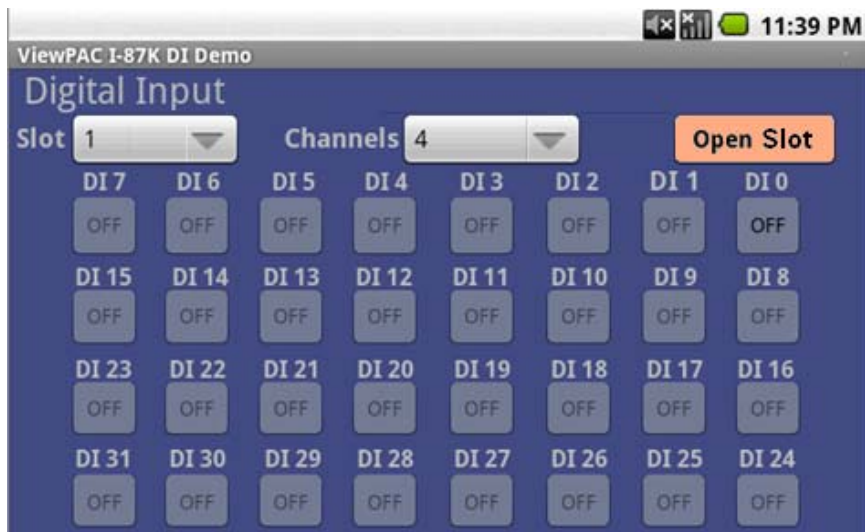 11:39 PM
ViewPAC I-87K DI Demo
Digital Input
Slot 1 Channels 4 Open Slot
DI 7 DI 6 DI 5 DI 4 DI 3 DI 2 DI 1 DI 0
OFF OFF OFF OFF OFF OFF OFF OFF
DI 15 DI 14 DI 13 DI 12 DI 11 DI 10 DI 9 DI 8
OFF OFF OFF OFF OFF OFF OFF OFF
DI 23 DI 22 DI 21 DI 20 DI 19 DI 18 DI 17 DI 16
OFF OFF OFF OFF OFF OFF OFF OFF
DI 31 DI 30 DI 29 DI 28 DI 27 DI 26 DI 25 DI 24
OFF OFF OFF OFF OFF OFF OFF OFF